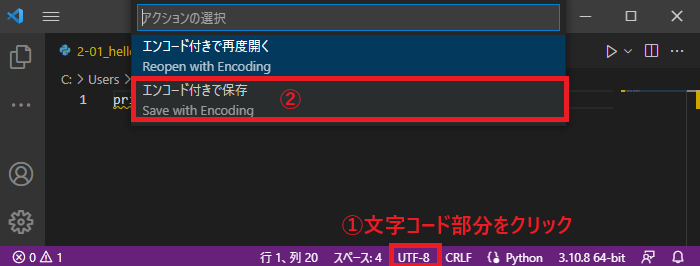 アクションの選択
エンコード付きで再度開く
Reopen with Encoding
エンコード付きで保存
Save with Encoding
②
2-01_hello
C: > Users >
1 pri
①文字コード部分をクリック
0 1 行 1、列 20 スペース: 4 UTF-8 CRLF Python 3.10.8 64-bit